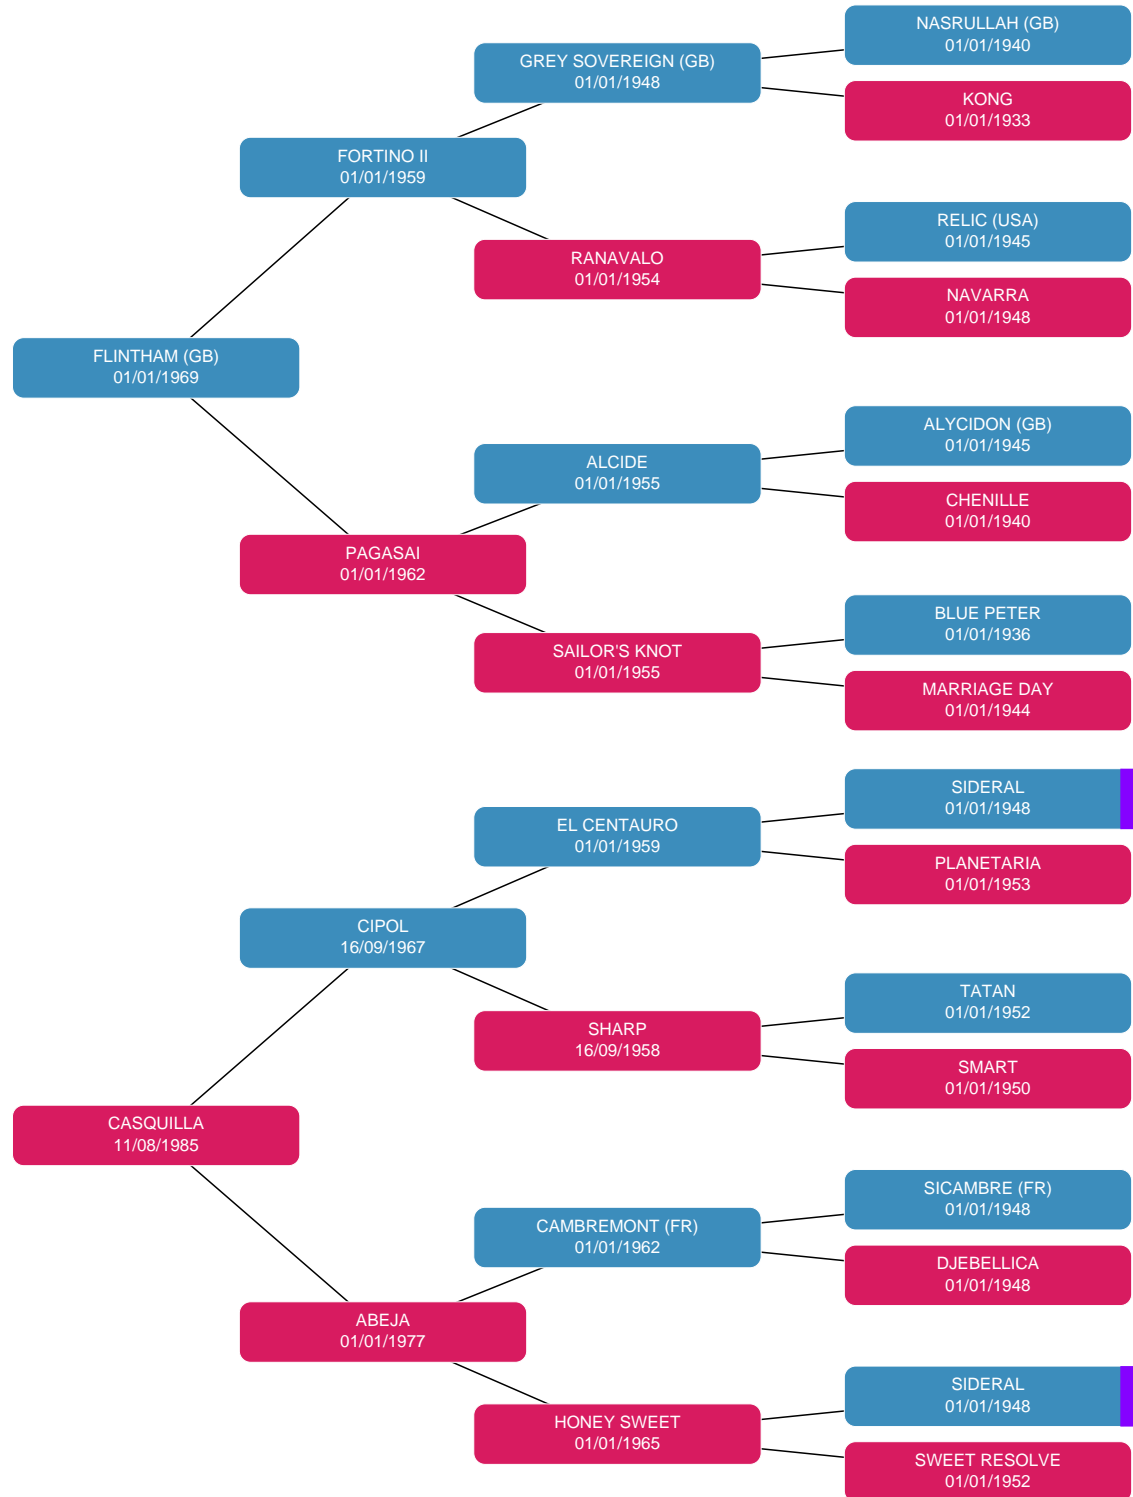 NASRULLAH (GB)
01/01/1940
GREY SOVEREIGN (GB)
01/01/1948
KONG
01/01/1933
FORTINO II
01/01/1959
RELIC (USA)
01/01/1945
RANAVALO
01/01/1954
NAVARRA
01/01/1948
FLINTHAM (GB)
01/01/1969
ALYCIDON (GB)
01/01/1945
ALCIDE
01/01/1955
CHENILLE
01/01/1940
PAGASAI
01/01/1962
BLUE PETER
01/01/1936
SAILOR'S KNOT
01/01/1955
MARRIAGE DAY
01/01/1944
SIDERAL
01/01/1948
EL CENTAURO
01/01/1959
PLANETARIA
01/01/1953
CIPOL
16/09/1967
TATAN
01/01/1952
SHARP
16/09/1958
SMART
01/01/1950
CASQUILLA
11/08/1985
SICAMBRE (FR)
01/01/1948
CAMBREMONT (FR)
01/01/1962
DJEBELLICA
01/01/1948
ABEJA
01/01/1977
SIDERAL
01/01/1948
HONEY SWEET
01/01/1965
SWEET RESOLVE
01/01/1952